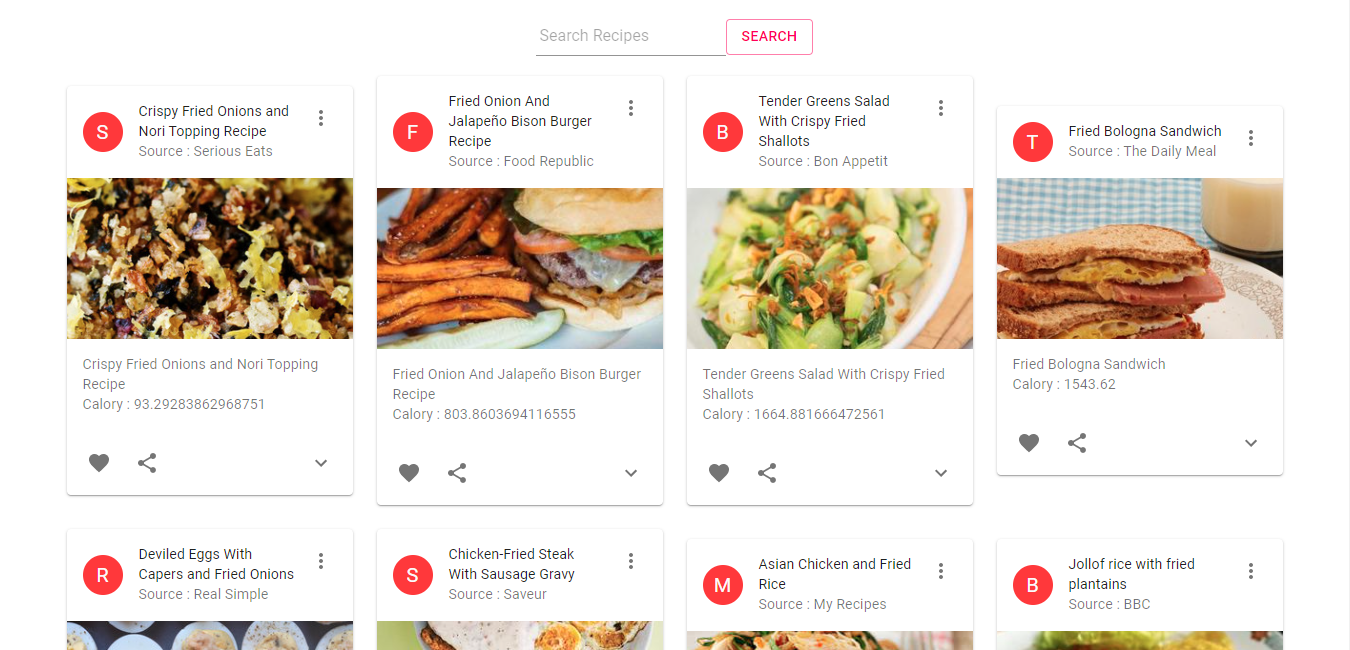 Search Recipes
SEARCH
S
Crispy Fried Onions and
Nori Topping Recipe
Source : Serious Eats
Crispy Fried Onions and Nori Topping
Recipe
Calory : 93.29283862968751
F
Fried Onion And
Jalapeño Bison Burger
Recipe
Source : Food Republic
Fried Onion And Jalapeño Bison Burger
Recipe
Calory : 803.8603694116555
B
Tender Greens Salad
With Crispy Fried
Shallots
Source : Bon Appetit
Tender Greens Salad With Crispy Fried
Shallots
Calory : 1664.881666472561
T
Fried Bologna Sandwich
Source : The Daily Meal
Fried Bologna Sandwich
Calory : 1543.62
R
Deviled Eggs With
Capers and Fried Onions
Source : Real Simple
S
Chicken-Fried Steak
With Sausage Gravy
Source : Saveur
M
Asian Chicken and Fried
Rice
Source : My Recipes
B
Jollof rice with fried
plantains
Source : BBC